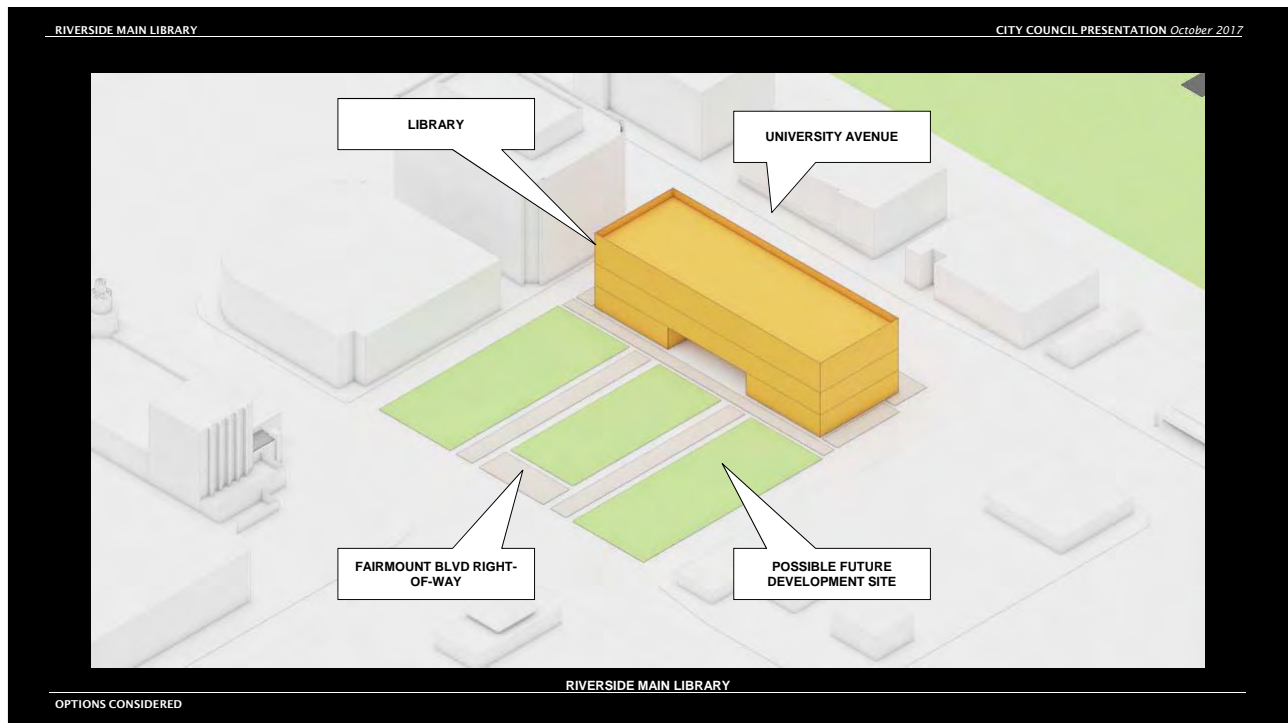 RIVERSIDE MAIN LIBRARY
CITY COUNCIL PRESENTATION October 2017
LIBRARY
UNIVERSITY AVENUE
FAIRMOUNT BLVD RIGHT-
OF-WAY
POSSIBLE FUTURE
DEVELOPMENT SITE
RIVERSIDE MAIN LIBRARY
OPTIONS CONSIDERED